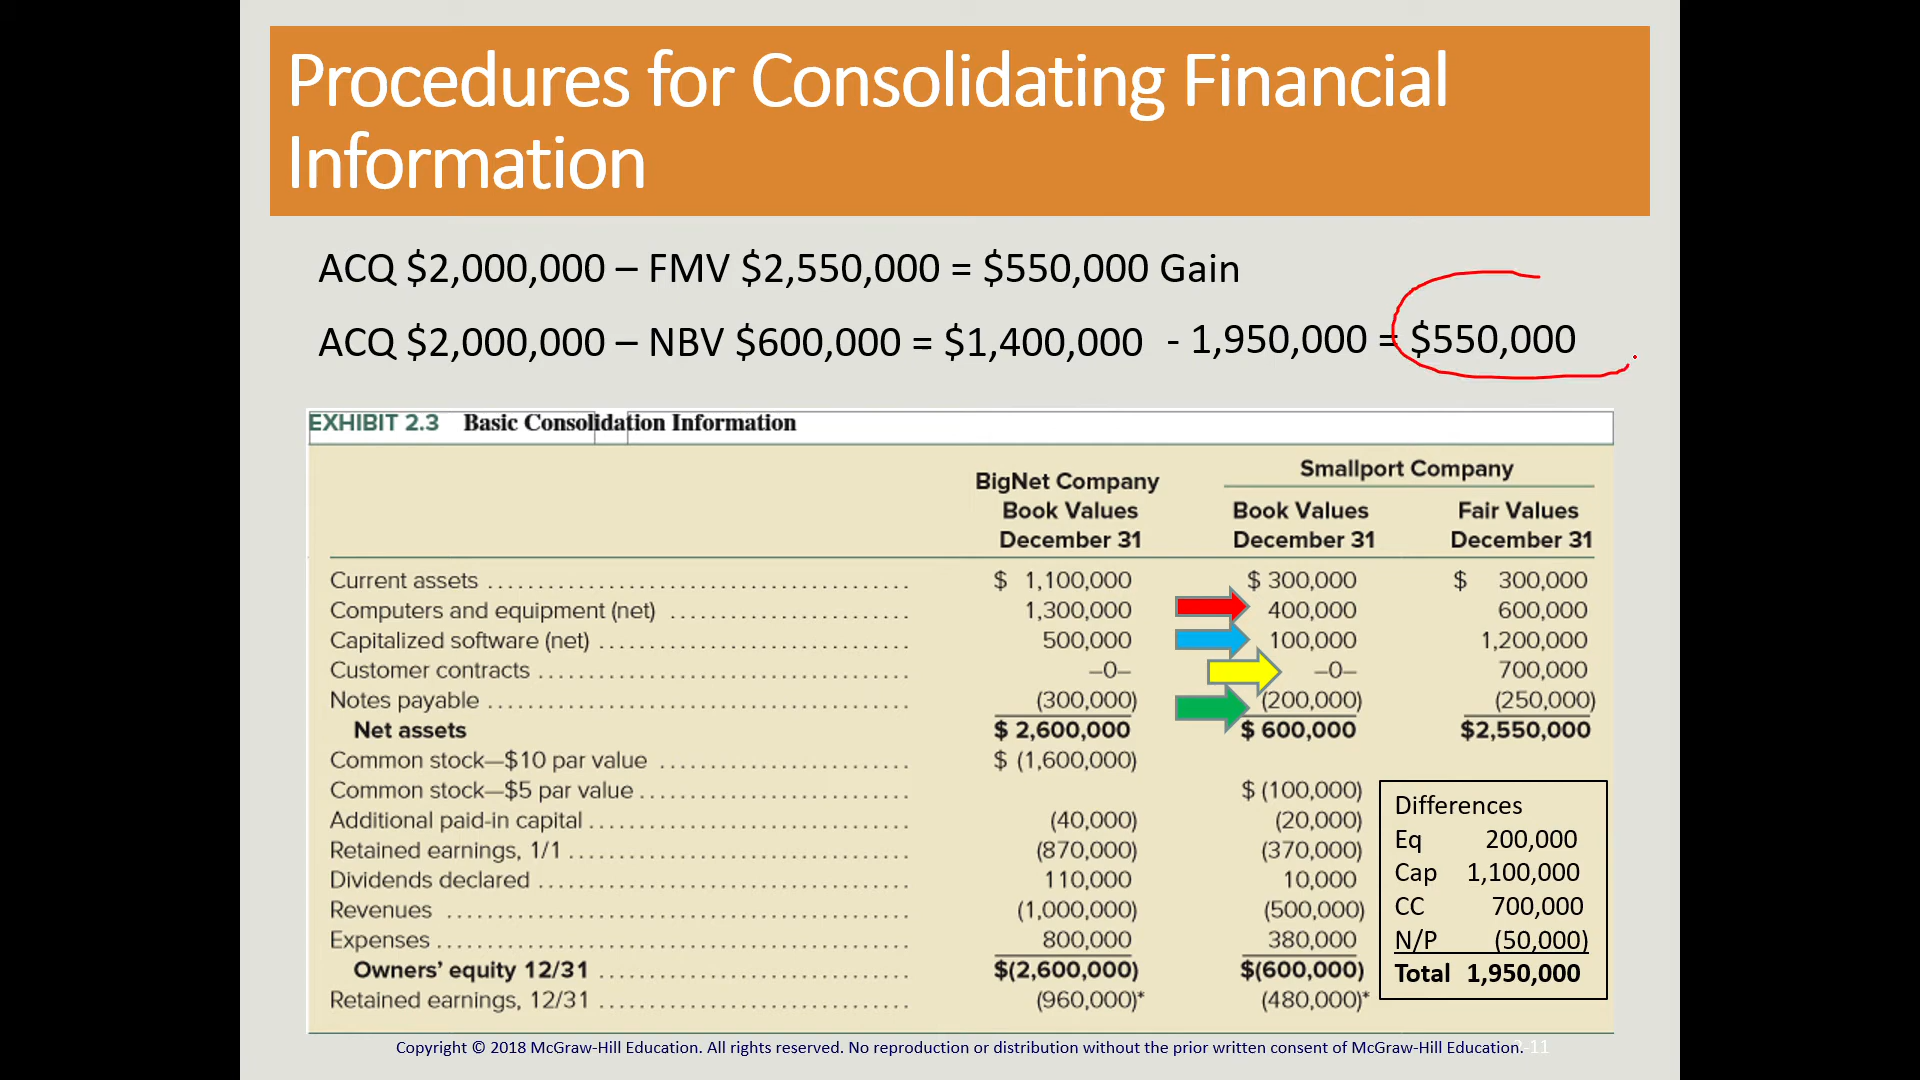 Procedures for Consolidating Financial
Information
ACQ $2,000,000 – FMV $2,550,000 = $550,000 Gain
ACQ $2,000,000 – NBV $600,000 = $1,400,000 - 1,950,000 = $550,000
EXHIBIT 2.3 Basic Consolidation Information
Smallport Company
BigNet Company
Book Values Book Values Fair Values
December 31 December 31 December 31
Current assets $ 1,100,000 $ 300,000 $ 300,000
Computers and equipment (net) 1,300,000 400,000 600,000
Capitalized software (net) 500,000 100,000 1,200,000
Customer contracts –0– –0– 700,000
Notes payable (300,000) (200,000) (250,000)
Net assets $ 2,600,000 $ 600,000 $2,550,000
Common stock—$10 par value $ (1,600,000)
Common stock—$5 par value $ (100,000)
Additional paid-in capital (40,000) (20,000)
Retained earnings, 1/1 (870,000) (370,000)
Dividends declared 110,000 10,000
Revenues (1,000,000) (500,000)
Expenses 800,000 380,000
Owners’ equity 12/31 $(2,600,000) $(600,000)
Retained earnings, 12/31 (960,000)* (480,000)*
Differences
Eq 200,000
Cap 1,100,000
CC 700,000
N/P (50,000)
Total 1,950,000
Copyright © 2018 McGraw-Hill Education. All rights reserved. No reproduction or distribution without the prior written consent of McGraw-Hill Education. 2-11